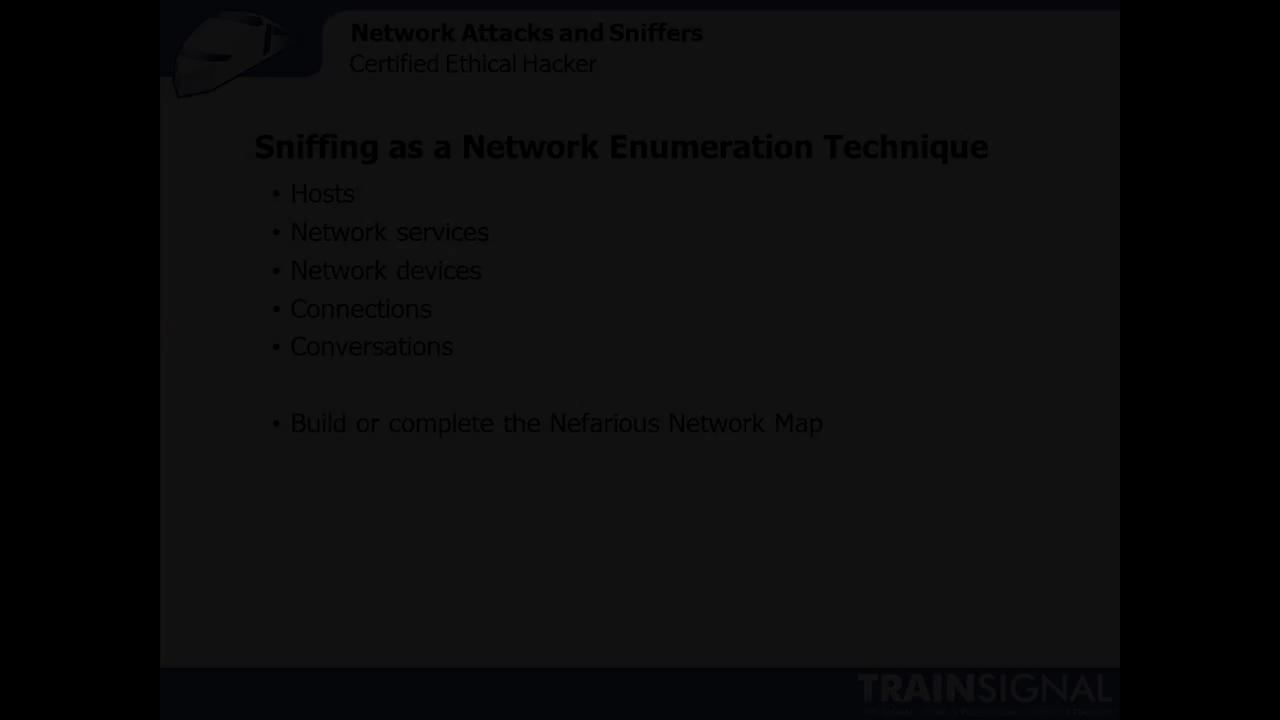 Network Attacks and Sniffers
Certified Ethical Hacker
Sniffing as a Network Enumeration Technique
• Hosts
• Network services
• Network devices
• Connections
• Conversations
• Build or complete the Nefarious Network Map
TRAINSIGNAL